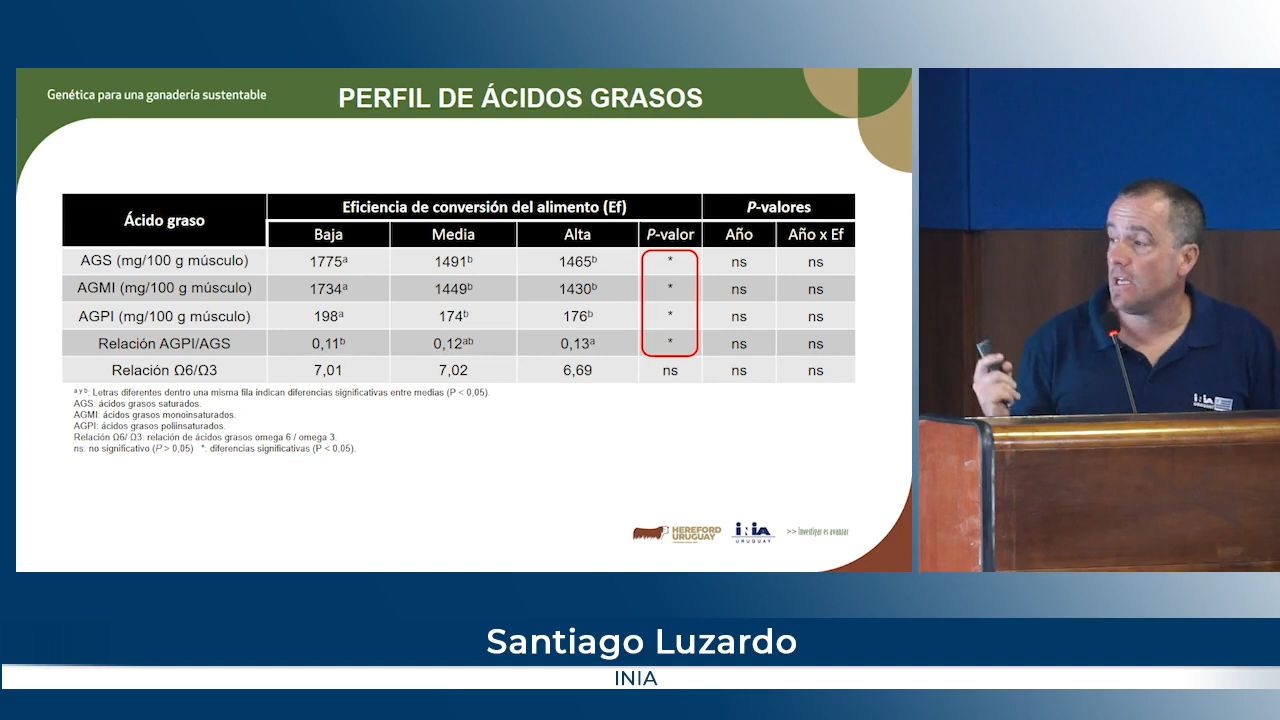 Genética para una ganadería sustentable
PERFIL DE ÁCIDOS GRASOS
Ácido graso Eficiencia de conversión del alimento (Ef) P-valores
Baja Media Alta P-valor Año Año x Ef
AGS (mg/100 g músculo) 1775ᵃ 1491ᵇ 1465ᵇ * ns ns
AGMI (mg/100 g músculo) 1734ᵃ 1449ᵇ 1430ᵇ * ns ns
AGPI (mg/100 g músculo) 198ᵃ 174ᵇ 176ᵇ * ns ns
Relación AGPI/AGS 0,11ᵇ 0,12ᵃᵇ 0,13ᵃ * ns ns
Relación Ω6/Ω3 7,01 7,02 6,69 ns ns ns
ᵃ ʸ ᵇ: Letras diferentes dentro una misma fila indican diferencias significativas entre medias (P < 0,05).
AGS: ácidos grasos saturados.
AGMI: ácidos grasos monoinsaturados.
AGPI: ácidos grasos poliinsaturados.
Relación Ω6/ Ω3: relación de ácidos grasos omega 6 / omega 3.
ns: no significativo (P > 0,05) *: diferencias significativas (P < 0,05).
HEREFORD
URUGUAY
INIA
URUGUAY
>> Investigar es avanzar
INIA
URUGUAY
Santiago Luzardo
INIA